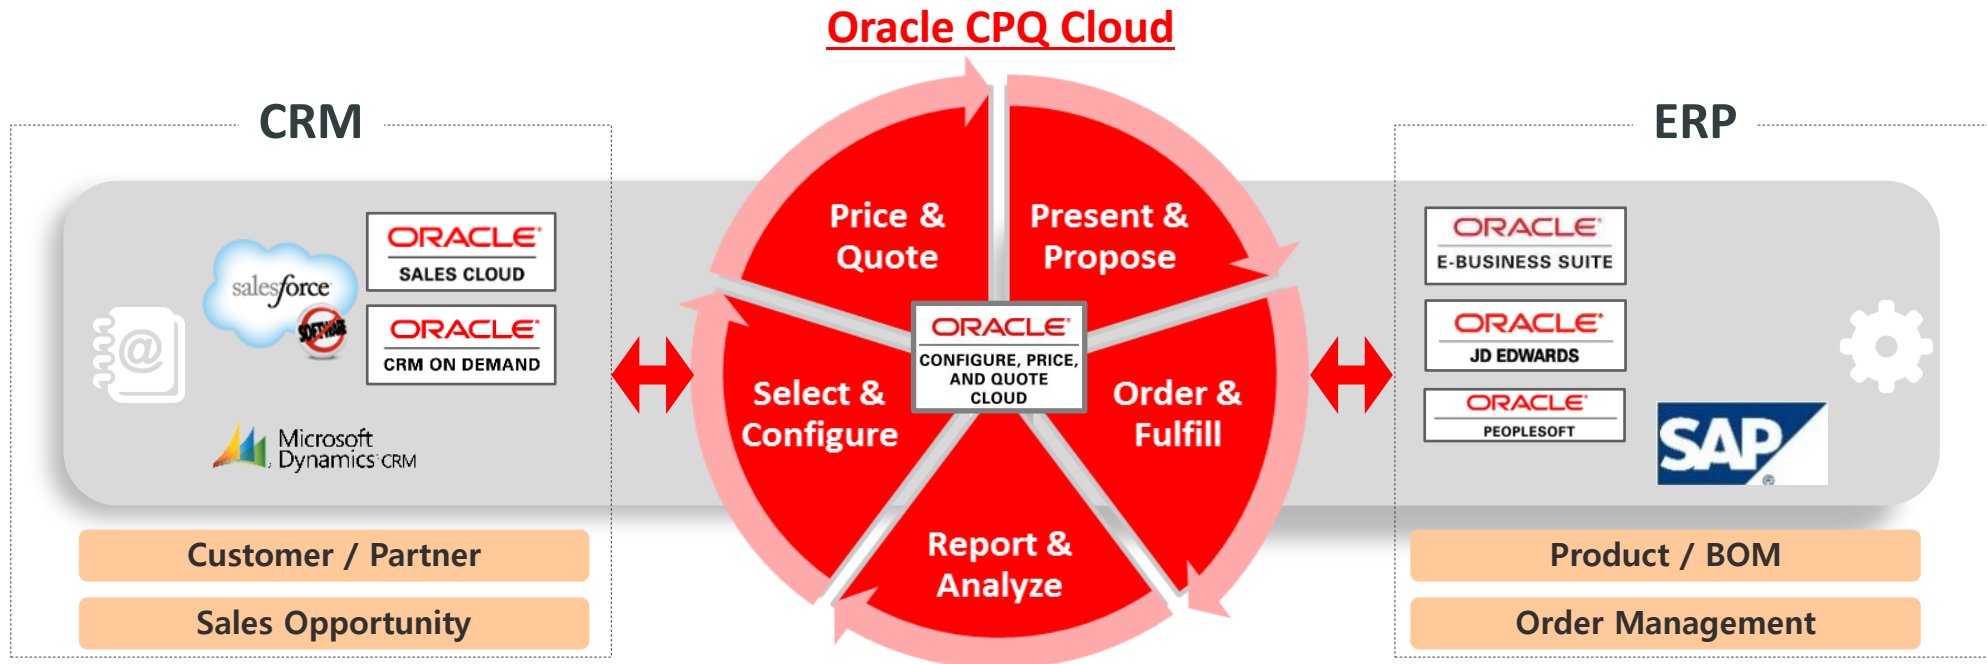 Oracle CPQ Cloud
CRM
salesforce
SOFTWARE
ORACLE®
SALES CLOUD
ORACLE®
CRM ON DEMAND
@
Microsoft
Dynamics CRM
Customer / Partner
Sales Opportunity
Price &
Quote
Present &
Propose
Select &
Configure
ORACLE®
CONFIGURE, PRICE,
AND QUOTE
CLOUD
Order &
Fulfill
Report &
Analyze
ERP
ORACLE®
E-BUSINESS SUITE
ORACLE®
JD EDWARDS
ORACLE®
PEOPLESOFT
SAP®
Product / BOM
Order Management